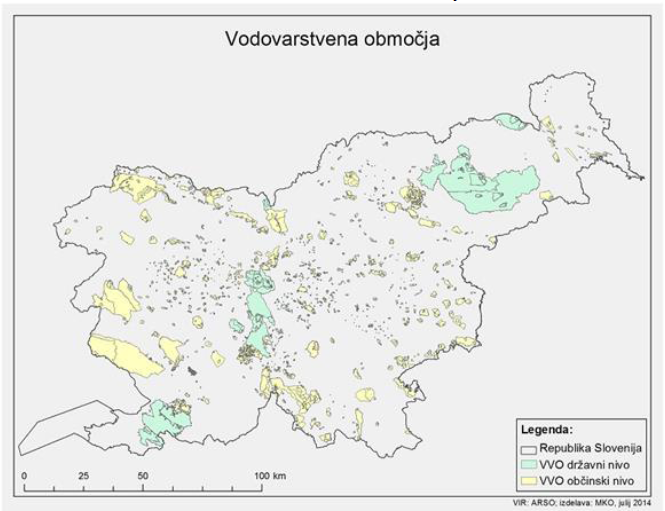 Vodovarstvena območja
Legenda:
Republika Slovenija
VVO državni nivo
VVO občinski nivo
0 25 50 100 km
VIR: ARSO; izdelava: MKO, julij 2014